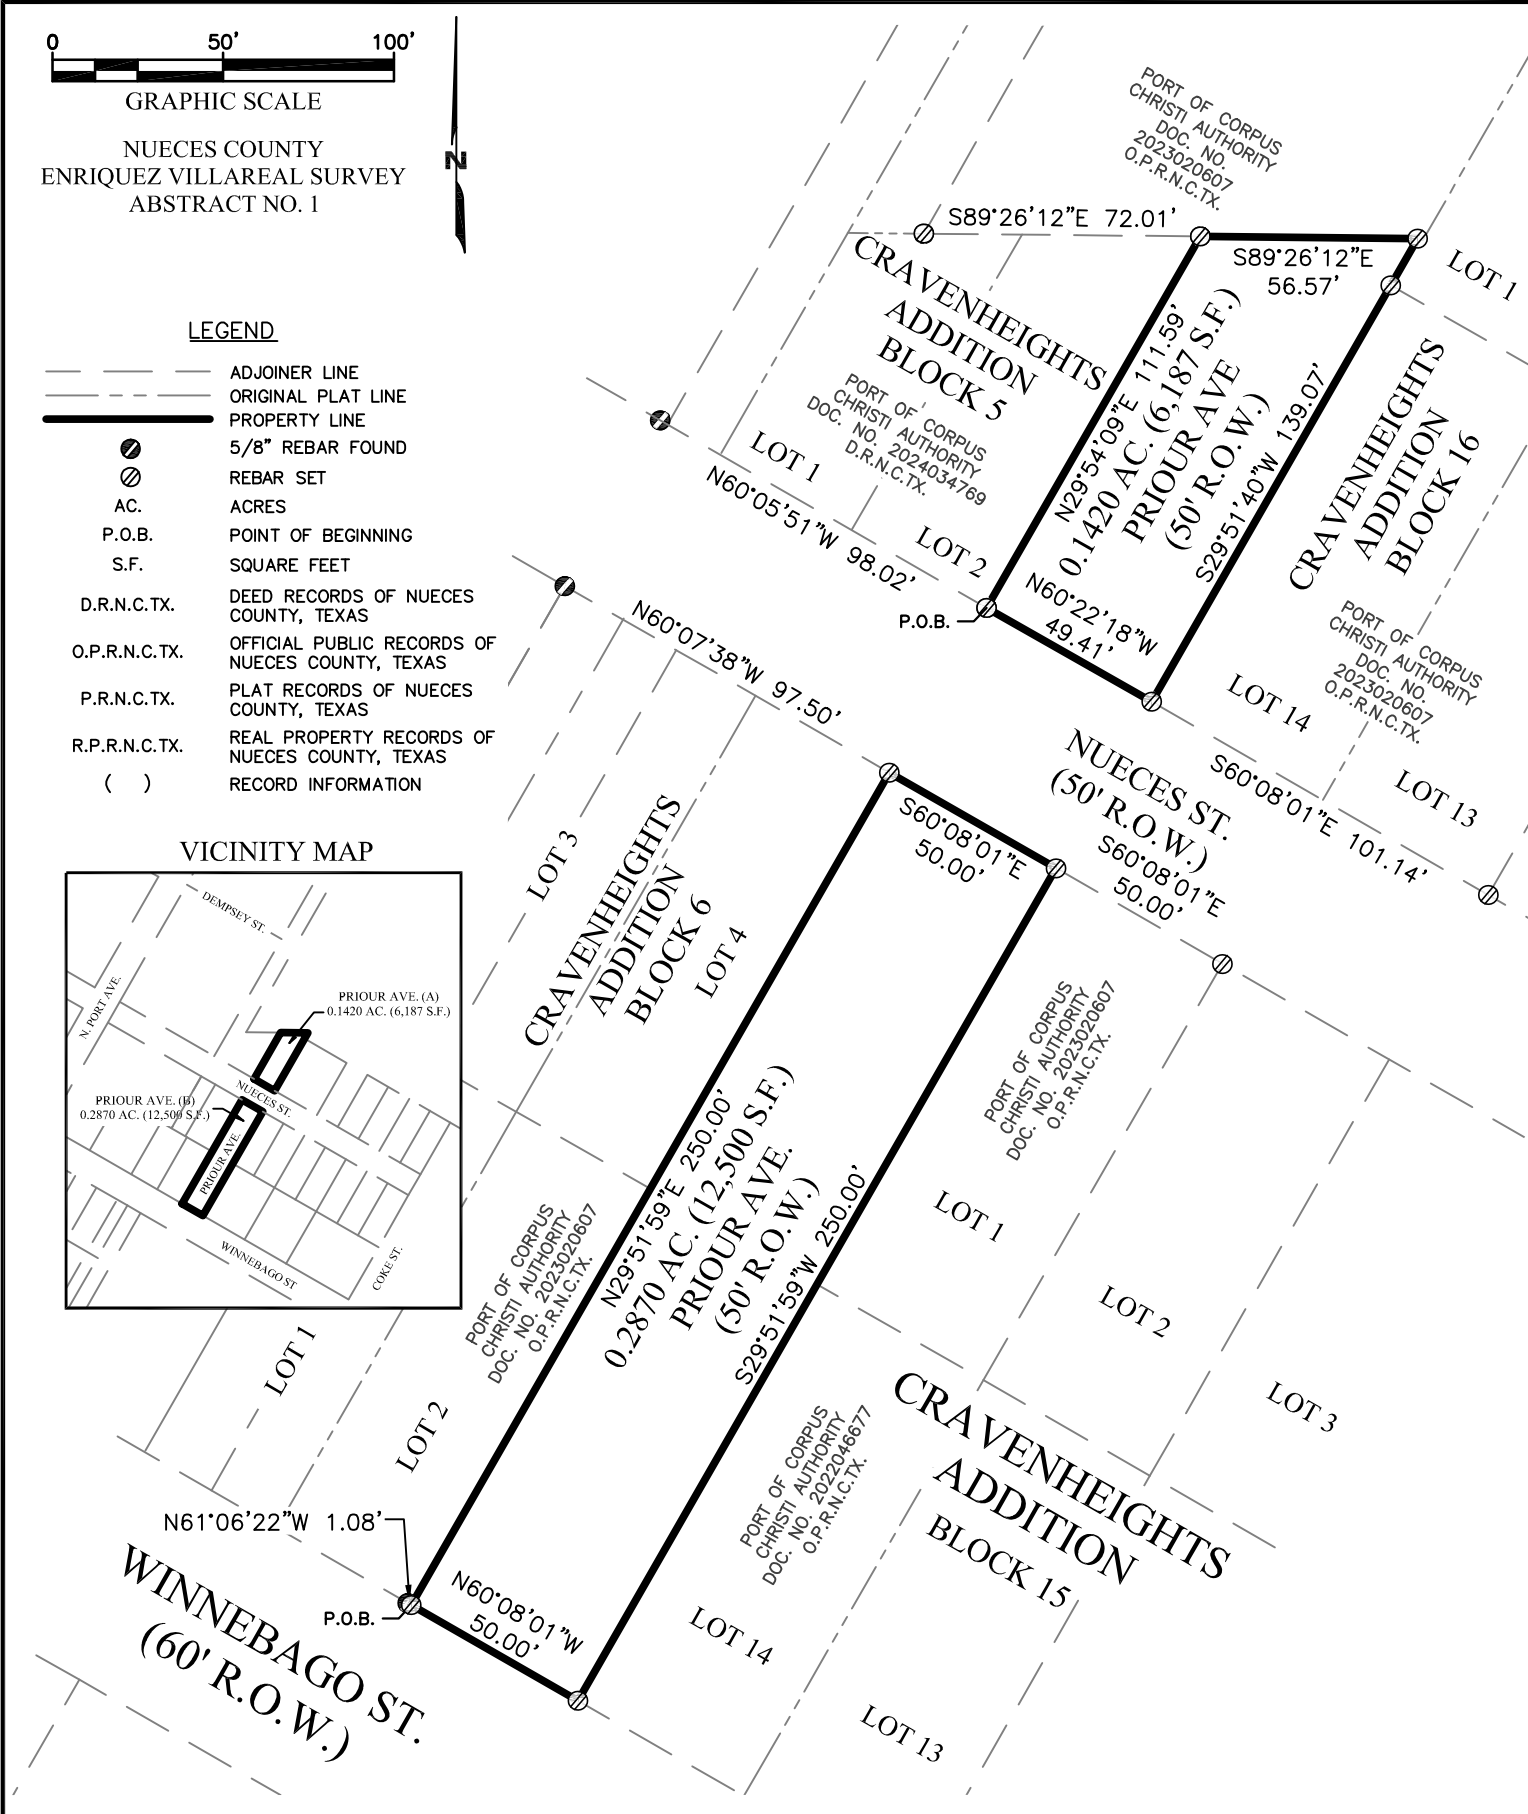 0 50' 100'
GRAPHIC SCALE
NUECES COUNTY
ENRIQUEZ VILLAREAL SURVEY
ABSTRACT NO. 1
N
LEGEND
ADJOINER LINE
ORIGINAL PLAT LINE
PROPERTY LINE
5/8" REBAR FOUND
REBAR SET
AC. ACRES
P.O.B. POINT OF BEGINNING
S.F. SQUARE FEET
D.R.N.C.TX. DEED RECORDS OF NUECES
COUNTY, TEXAS
O.P.R.N.C.TX. OFFICIAL PUBLIC RECORDS OF
NUECES COUNTY, TEXAS
P.R.N.C.TX. PLAT RECORDS OF NUECES
COUNTY, TEXAS
R.P.R.N.C.TX. REAL PROPERTY RECORDS OF
NUECES COUNTY, TEXAS
( ) RECORD INFORMATION
VICINITY MAP
DEMPSEY ST.
N. PORT AVE.
PRIOUR AVE. (A)
0.1420 AC. (6,187 S.F.)
NUECES ST.
PRIOUR AVE. (B)
0.2870 AC. (12,500 S.F.)
PRIOUR AVE.
WINNEBAGO ST
COKE ST.
PORT OF CORPUS
CHRISTI AUTHORITY
DOC. NO.
2023020607
O.P.R.N.C.TX.
S89°26'12"E 72.01'
S89°26'12"E
56.57'
LOT 1
CRAVENHEIGHTS
ADDITION
BLOCK 5
PORT OF CORPUS
CHRISTI AUTHORITY
DOC. NO. 2024034769
D.R.N.C.TX.
LOT 1
LOT 2
N60°05'51"W 98.02'
N29°54'09"E 111.59'
0.1420 AC. (6,187 S.F.)
PRIOUR AVE
(50' R.O.W.)
S29°51'40"W 139.07'
N60°22'18"W
49.41'
P.O.B.
CRAVENHEIGHTS
ADDITION
BLOCK 16
PORT OF CORPUS
CHRISTI AUTHORITY
DOC. NO.
2023020607
O.P.R.N.C.TX.
LOT 14
LOT 13
S60°08'01"E 101.14'
NUECES ST.
(50' R.O.W.)
N60°07'38"W 97.50'
S60°08'01"E
50.00'
S60°08'01"E
50.00'
LOT 3
CRAVENHEIGHTS
ADDITION
BLOCK 6
LOT 4
PORT OF CORPUS
CHRISTI AUTHORITY
DOC. NO. 2023020607
O.P.R.N.C.TX.
N29°51'59"E 250.00'
0.2870 AC. (12,500 S.F.)
PRIOUR AVE.
(50' R.O.W.)
S29°51'59"W 250.00'
PORT OF CORPUS
CHRISTI AUTHORITY
DOC. NO. 2023020607
O.P.R.N.C.TX.
LOT 1
LOT 2
LOT 3
LOT 1
LOT 2
CRAVENHEIGHTS
ADDITION
BLOCK 15
PORT OF CORPUS
CHRISTI AUTHORITY
DOC. NO. 2022046677
O.P.R.N.C.TX.
N61°06'22"W 1.08'
P.O.B.
N60°08'01"W
50.00'
WINNEBAGO ST.
(60' R.O.W.)
LOT 14
LOT 13